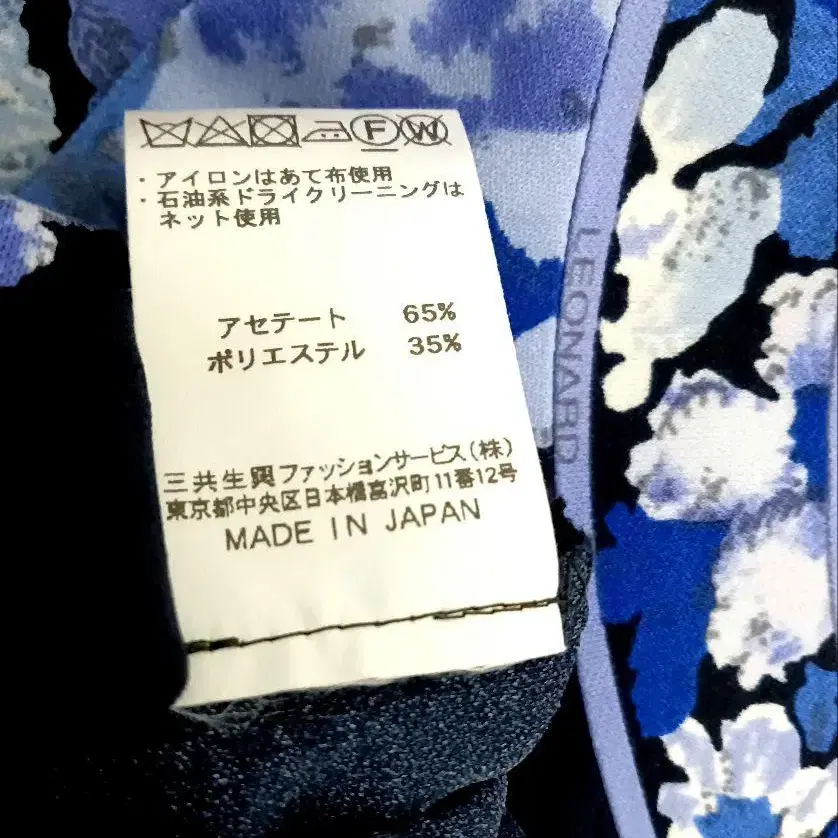 F W
・アイロンはあて布使用
・石油系ドライクリーニングは
ネット使用
アセテート 65%
ポリエステル 35%
三共生興ファッションサービス(株)
東京都中央区日本橋富沢町11番12号
MADE IN JAPAN
LEONARD